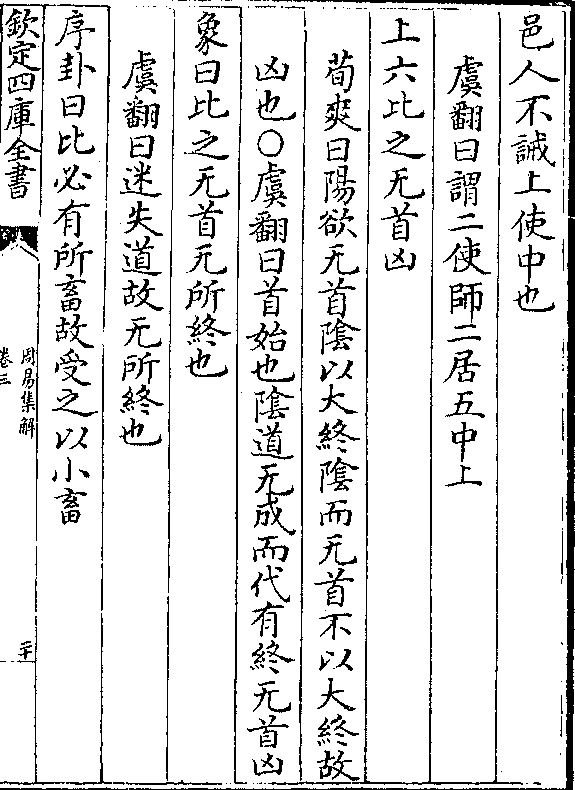 邑人不誡上使中也
虞翻曰謂二使師二居五中上
上六比之无首凶
荀爽曰陽欲无首陰以大終陰而无首不以大終故
凶也○虞翻曰首始也陰道无成而代有終无首凶
象曰比之无首无所終也
虞翻曰迷失道故无所終也
序卦曰比必有所畜故受之以小畜
欽定四庫全書
周易集解
卷三
二十